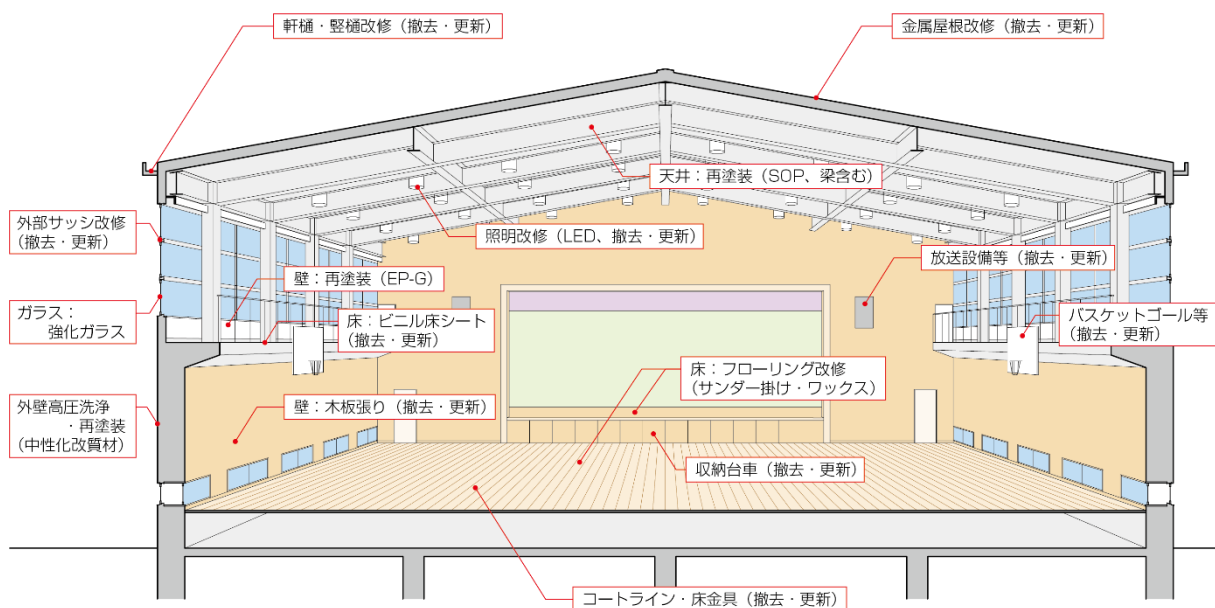 軒樋・竪樋改修（撤去・更新）
金属屋根改修（撤去・更新）
天井：再塗装（SOP、梁含む）
外部サッシ改修
（撤去・更新）
照明改修（LED、撤去・更新）
放送設備等（撤去・更新）
壁：再塗装（EP-G）
ガラス：
強化ガラス
床：ビニル床シート
（撤去・更新）
バスケットゴール等
（撤去・更新）
床：フローリング改修
（サンダー掛け・ワックス）
外壁高圧洗浄
・再塗装
（中性化改質材）
壁：木板張り（撤去・更新）
収納台車（撤去・更新）
コートライン・床金具（撤去・更新）